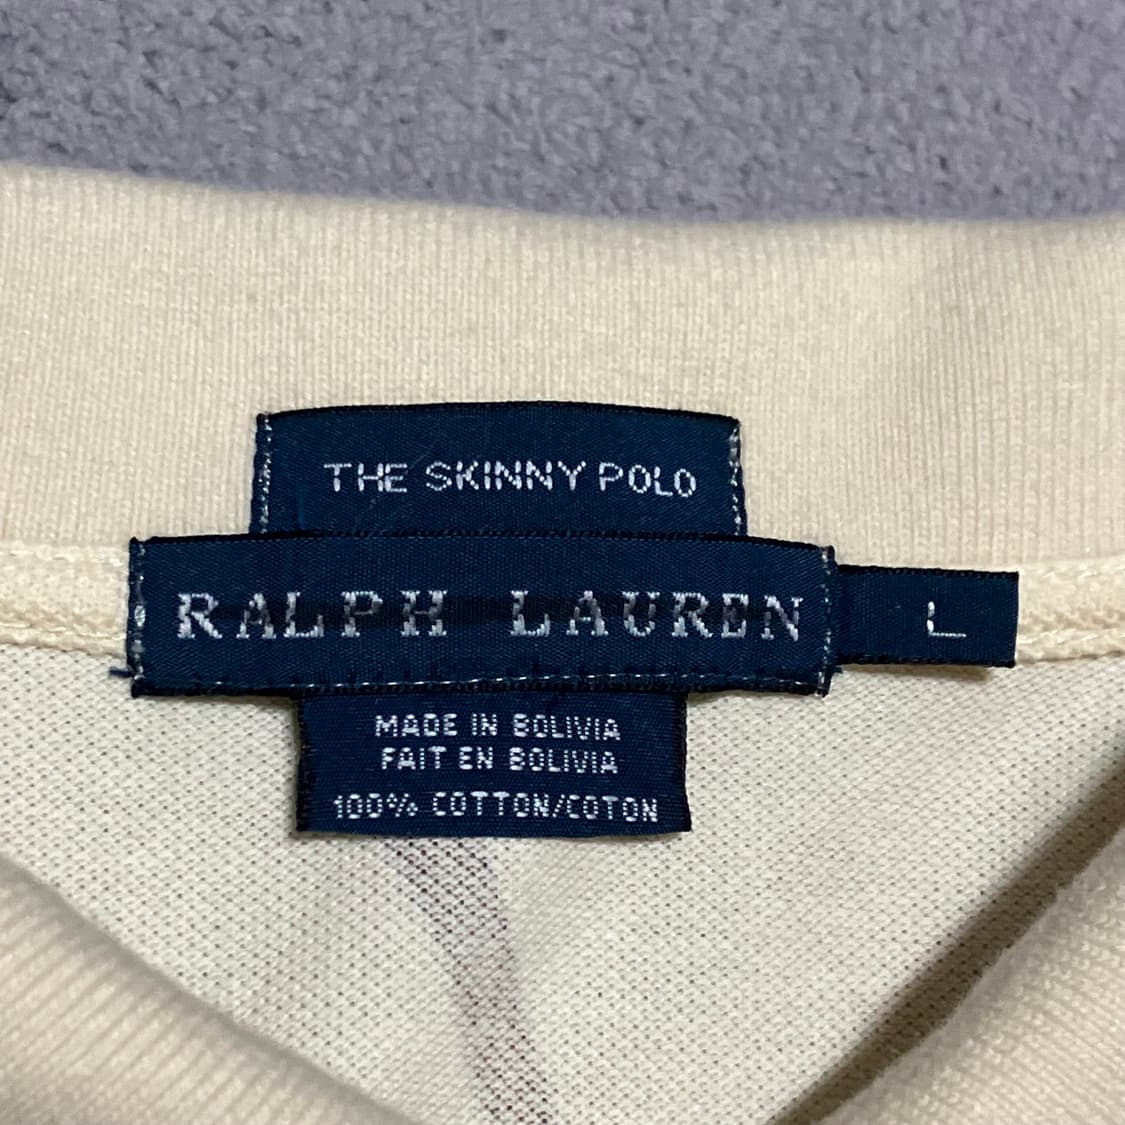 THE SKINNY POLO
RALPH LAUREN
L
MADE IN BOLIVIA
FAIT EN BOLIVIA
100% COTTON/COTON